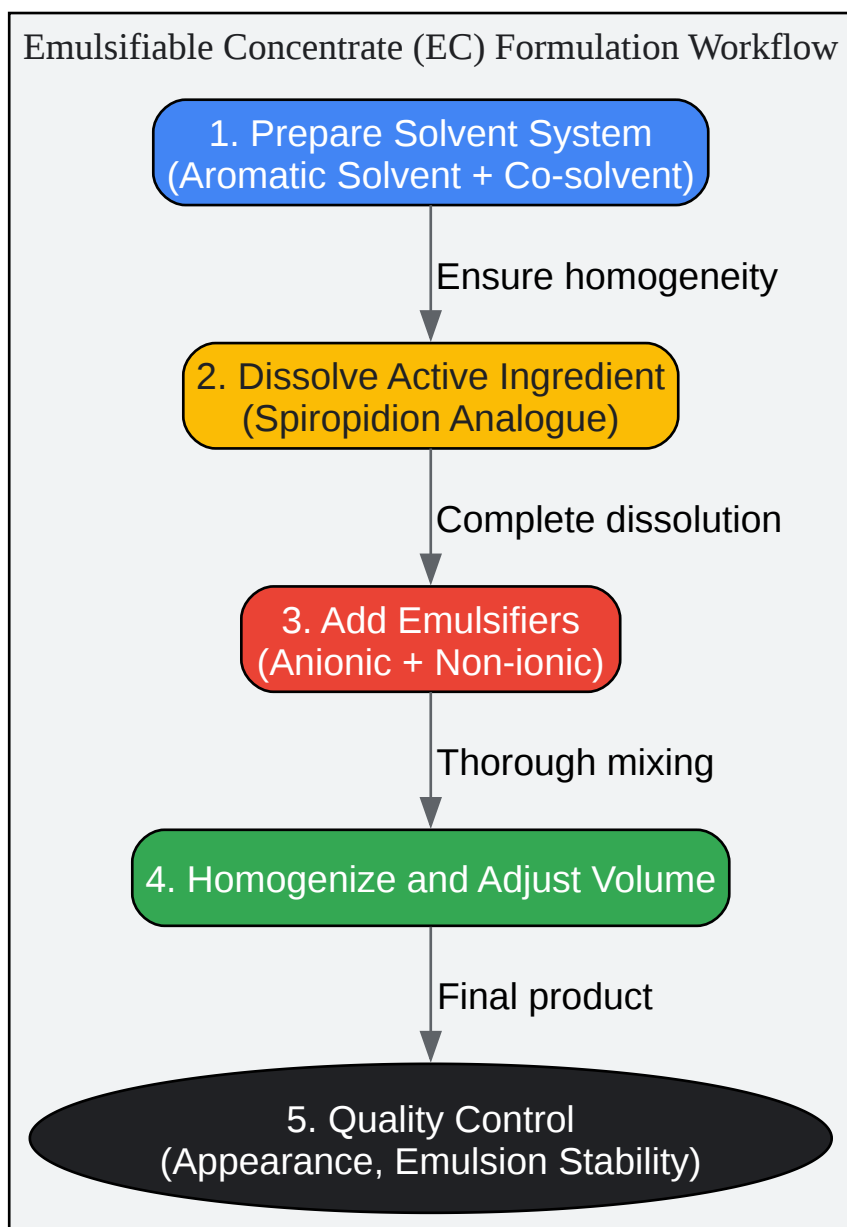 Emulsifiable Concentrate (EC) Formulation Workflow
1. Prepare Solvent System
(Aromatic Solvent + Co-solvent)
Ensure homogeneity
2. Dissolve Active Ingredient
(Spiropidion Analogue)
Complete dissolution
3. Add Emulsifiers
(Anionic + Non-ionic)
Thorough mixing
4. Homogenize and Adjust Volume
Final product
5. Quality Control
(Appearance, Emulsion Stability)